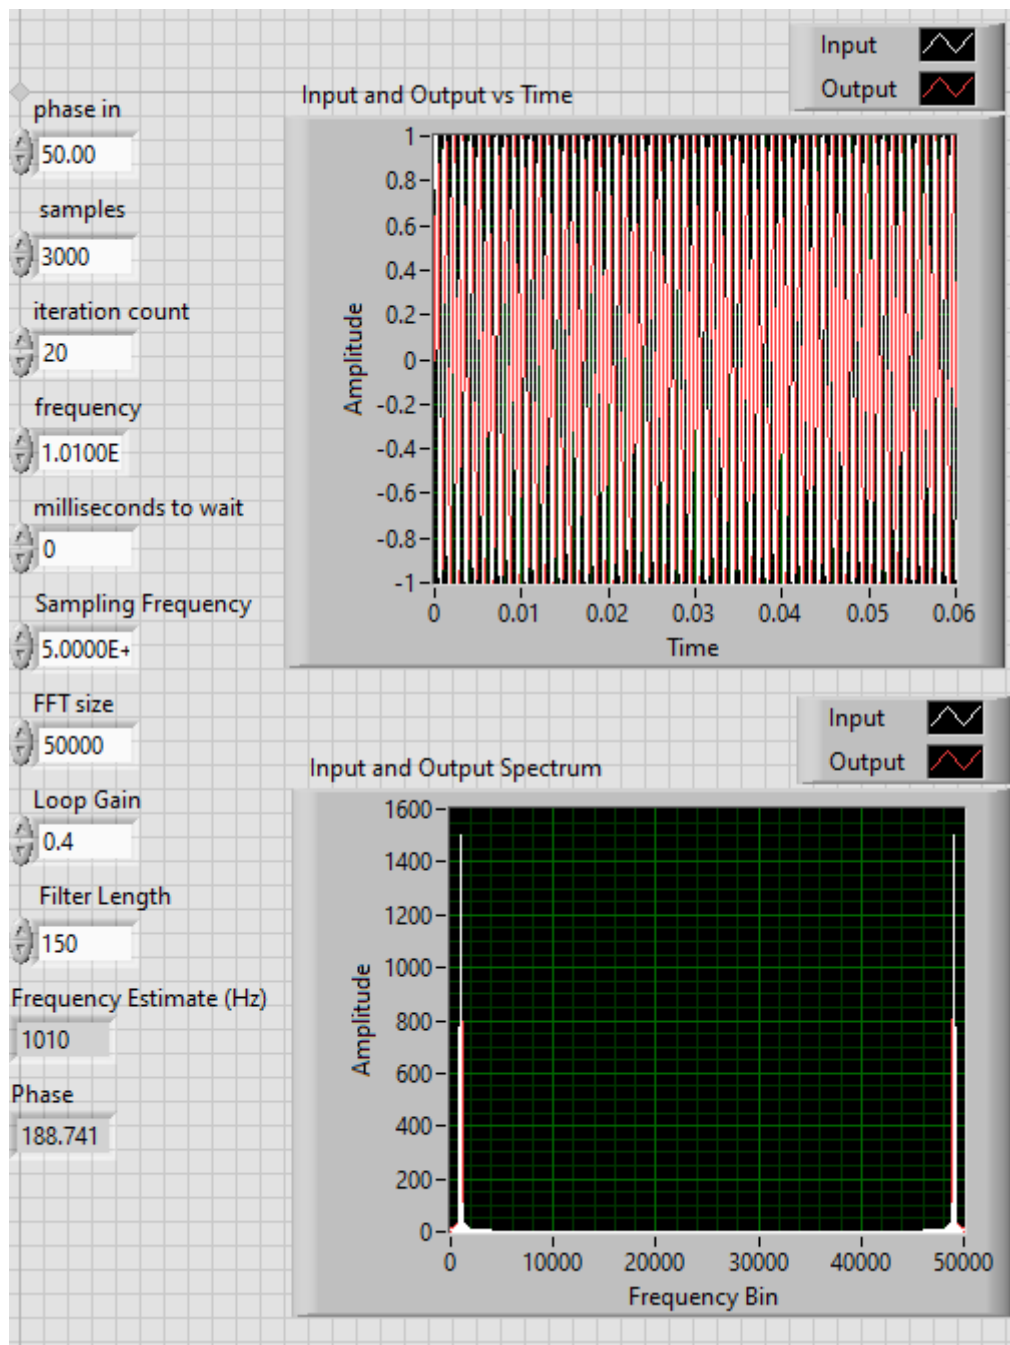 phase in
50.00
samples
3000
iteration count
20
frequency
1.0100E
milliseconds to wait
0
Sampling Frequency
5.0000E+
FFT size
50000
Loop Gain
0.4
Filter Length
150
Frequency Estimate (Hz)
1010
Phase
188.741
Input
Output
Input and Output vs Time
1
0.8
0.6
0.4
0.2
0
-0.2
-0.4
-0.6
-0.8
-1
Amplitude
0 0.01 0.02 0.03 0.04 0.05 0.06
Time
Input
Output
Input and Output Spectrum
1600
1400
1200
1000
800
600
400
200
0
Amplitude
0 10000 20000 30000 40000 50000
Frequency Bin